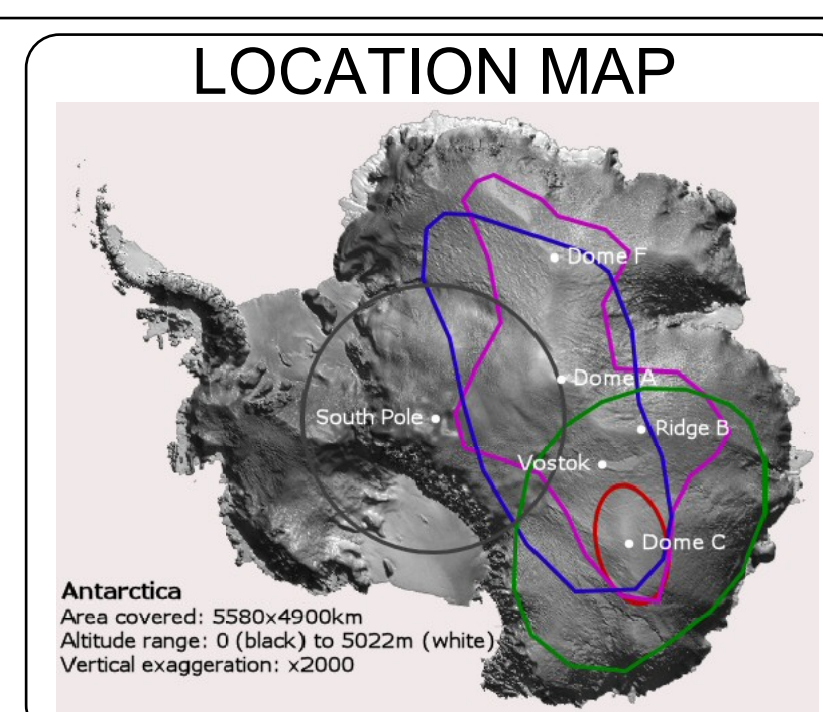 LOCATION MAP
Dome F
Dome A
South Pole
Ridge B
Vostok
Dome C
Antarctica
Area covered: 5580x4900km
Altitude range: 0 (black) to 5022m (white)
Vertical exaggeration: x2000